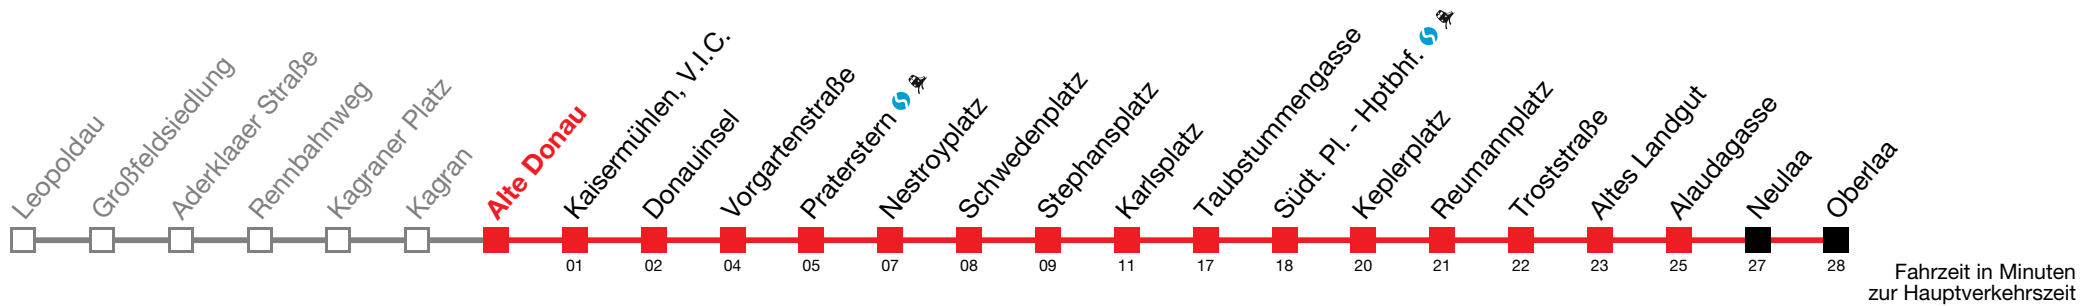 Leopoldau
Großfeldsiedlung
Aderklaaer Straße
Rennbahnweg
Kagraner Platz
Kagran
Alte Donau
Kaisermühlen, V.I.C.
Donauinsel
Vorgartenstraße
Praterstern
Nestroyplatz
Schwedenplatz
Stephansplatz
Karlsplatz
Taubstummengasse
Südt. Pl. - Hptbhf.
Keplerplatz
Reumannplatz
Troststraße
Altes Landgut
Alaudagasse
Neulaa
Oberlaa
01 02 04 05 07 08 09 11 17 18 20 21 22 23 25 27 28
Fahrzeit in Minuten
zur Hauptverkehrszeit